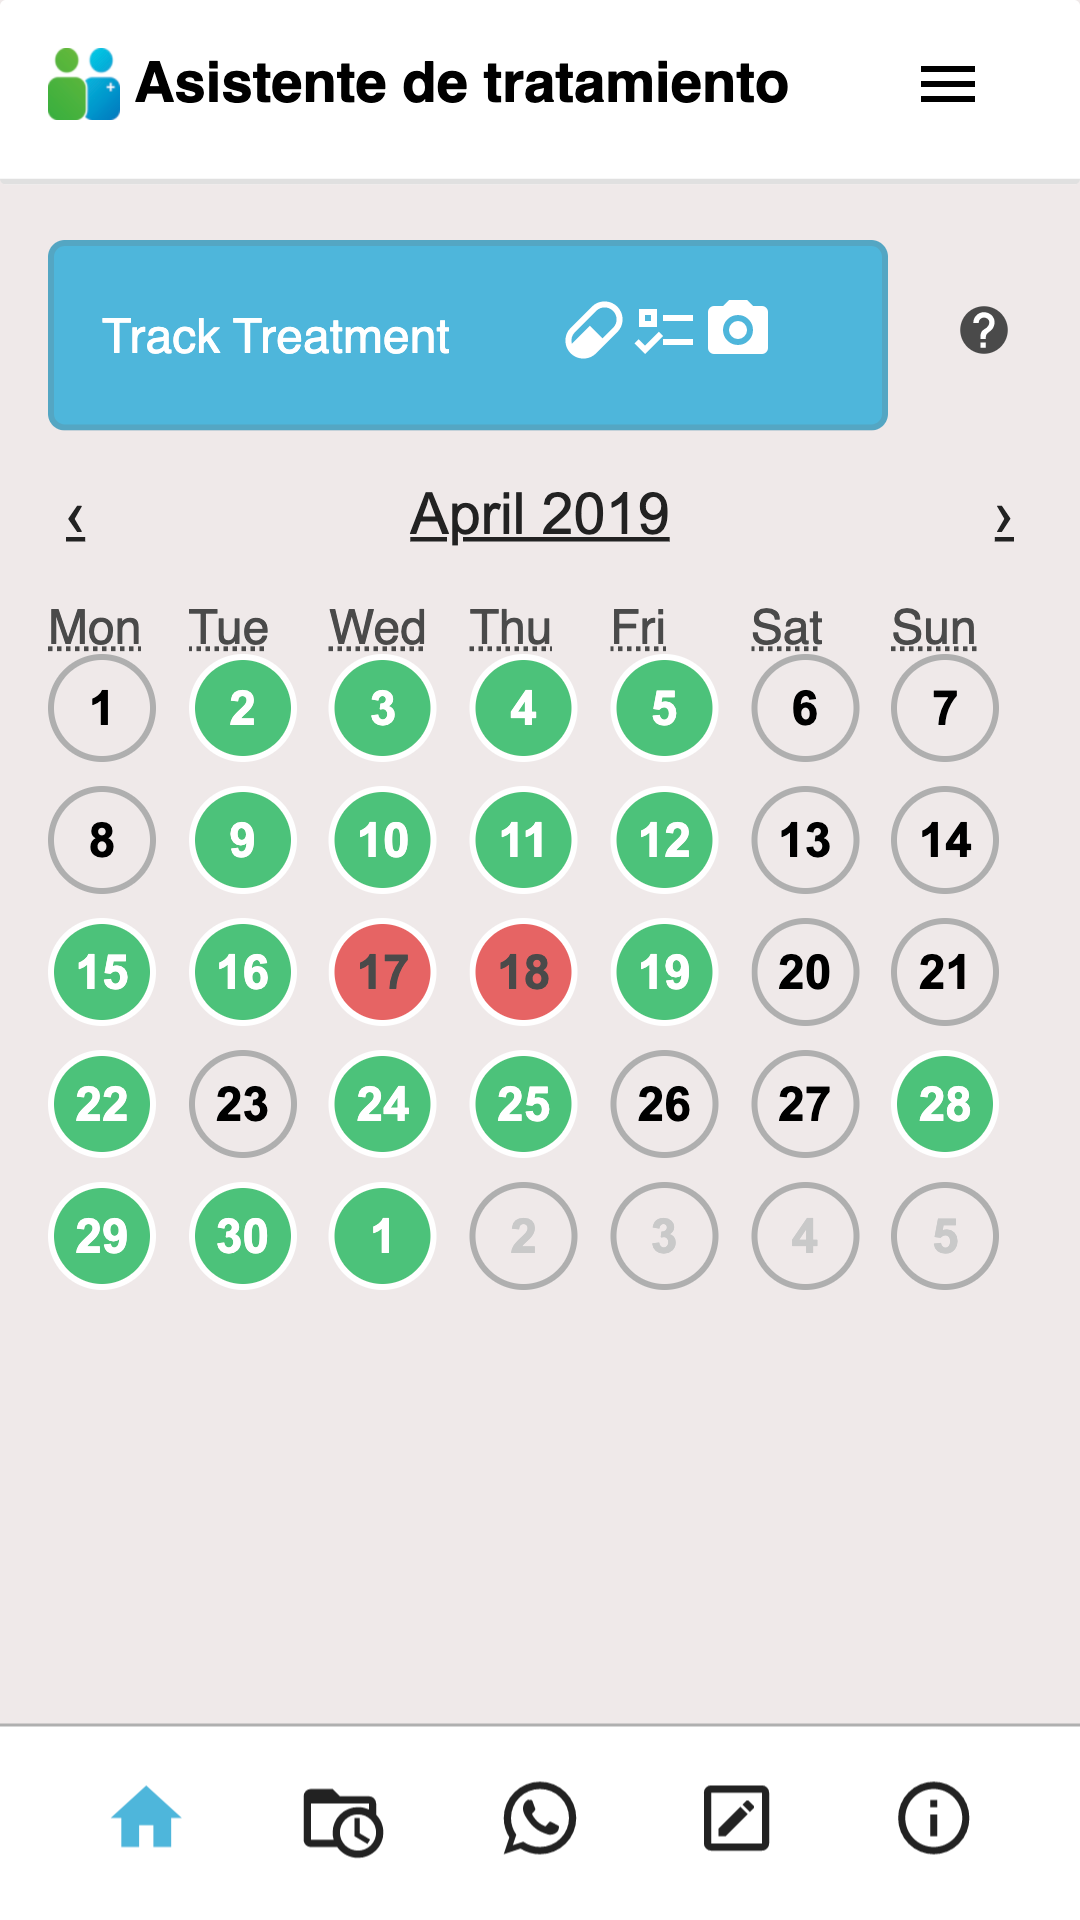 Asistente de tratamiento
Track Treatment
?
‹ April 2019 ›
Mon Tue Wed Thu Fri Sat Sun
1 2 3 4 5 6 7
8 9 10 11 12 13 14
15 16 17 18 19 20 21
22 23 24 25 26 27 28
29 30 1 2 3 4 5